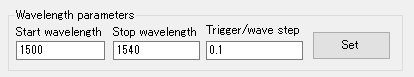 Wavelength parameters
Start wavelength Stop wavelength Trigger/wave step
1500 1540 0.1 Set